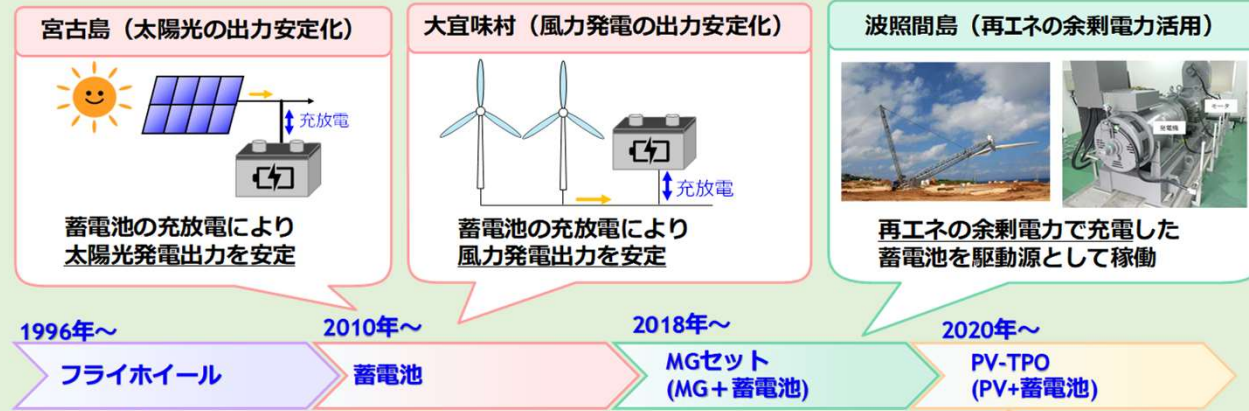 宮古島（太陽光の出力安定化）
充放電
蓄電池の充放電により
太陽光発電出力を安定
大宜味村（風力発電の出力安定化）
充放電
蓄電池の充放電により
風力発電出力を安定
波照間島（再エネの余剰電力活用）
モータ
発電機
再エネの余剰電力で充電した
蓄電池を駆動源として稼働
1996年～
フライホイール
2010年～
蓄電池
2018年～
MGセット
(MG＋蓄電池)
2020年～
PV-TPO
(PV+蓄電池)